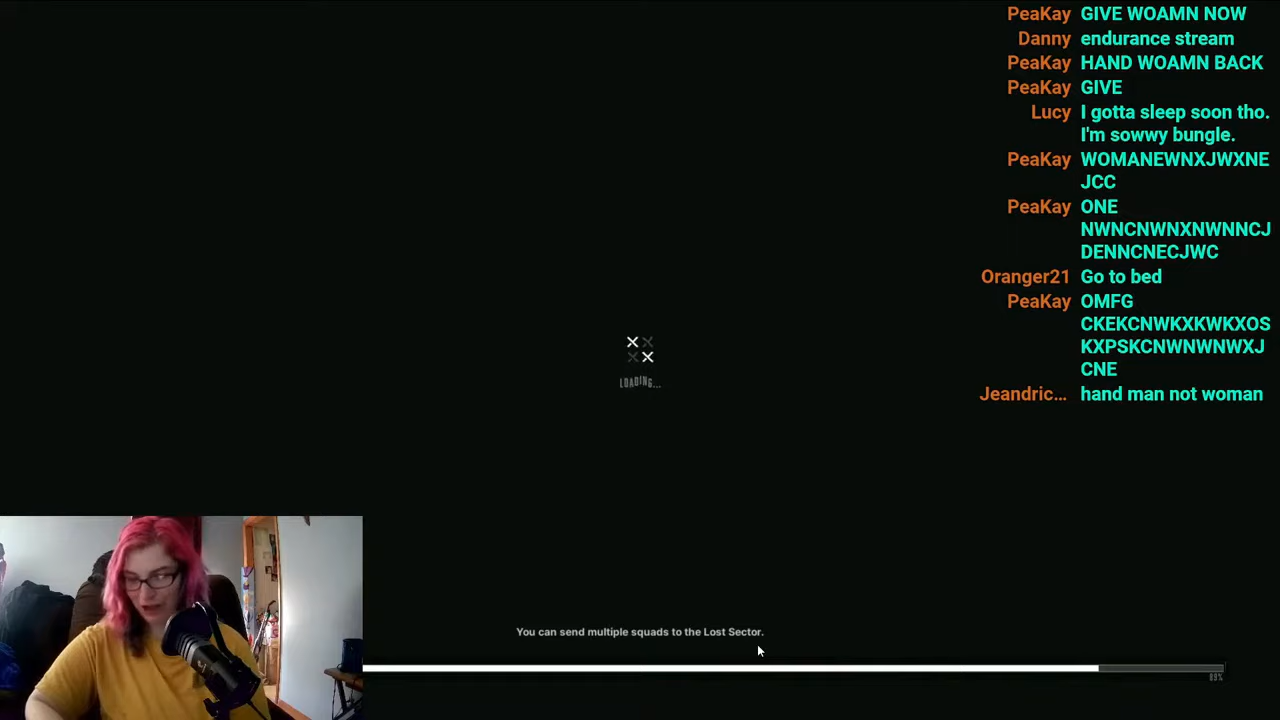 PeaKay GIVE WOAMN NOW
Danny endurance stream
PeaKay HAND WOAMN BACK
PeaKay GIVE
Lucy I gotta sleep soon tho.
I'm sowwy bungle.
PeaKay WOMANEWNXJWXNE
JCC
PeaKay ONE
NWNCNWNXNWNNCJ
DENNCNECJWC
Oranger21 Go to bed
PeaKay OMFG
CKEKCNWKXKWKXOS
KXPSKCNWNWNWXJ
CNE
Jeandric… hand man not woman
LOADING...
You can send multiple squads to the Lost Sector.